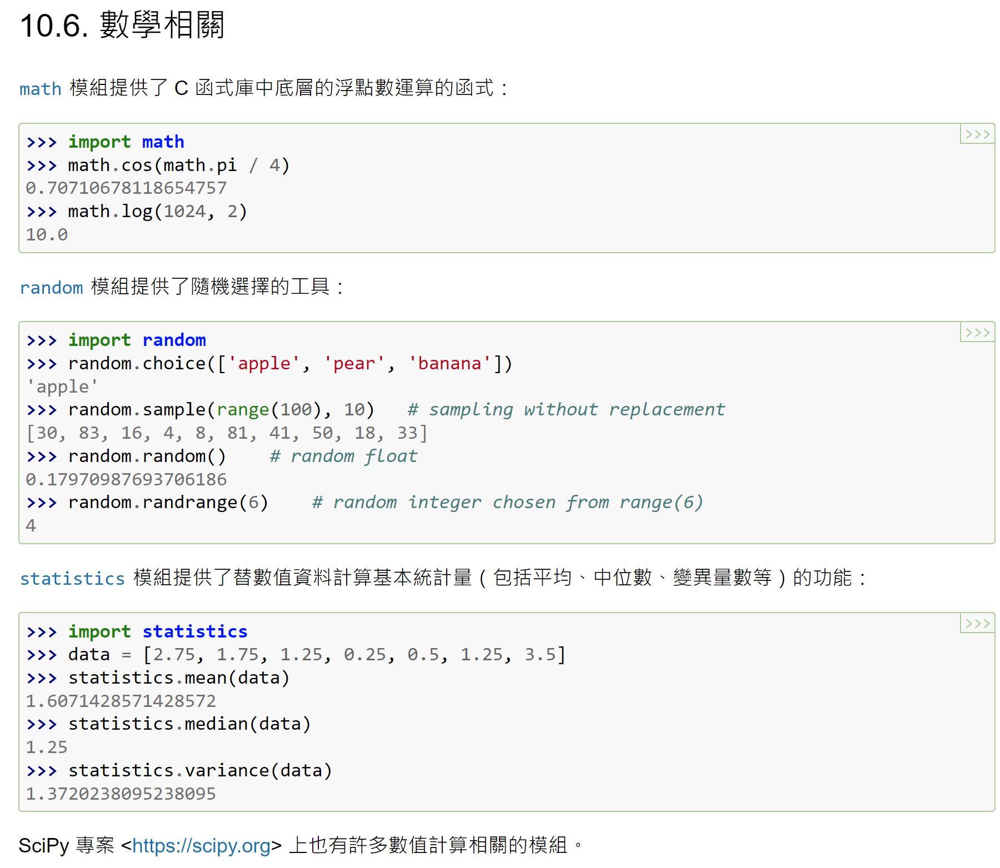 10.6. 數學相關
math 模組提供了 C 函式庫中底層的浮點數運算的函式：
>>>
>>> import math
>>> math.cos(math.pi / 4)
0.70710678118654757
>>> math.log(1024, 2)
10.0
random 模組提供了隨機選擇的工具：
>>>
>>> import random
>>> random.choice(['apple', 'pear', 'banana'])
'apple'
>>> random.sample(range(100), 10)   # sampling without replacement
[30, 83, 16, 4, 8, 81, 41, 50, 18, 33]
>>> random.random()    # random float
0.17970987693706186
>>> random.randrange(6)    # random integer chosen from range(6)
4
statistics 模組提供了替數值資料計算基本統計量（包括平均、中位數、變異量數等）的功能：
>>>
>>> import statistics
>>> data = [2.75, 1.75, 1.25, 0.25, 0.5, 1.25, 3.5]
>>> statistics.mean(data)
1.6071428571428572
>>> statistics.median(data)
1.25
>>> statistics.variance(data)
1.3720238095238095
SciPy 專案 <https://scipy.org> 上也有許多數值計算相關的模組。